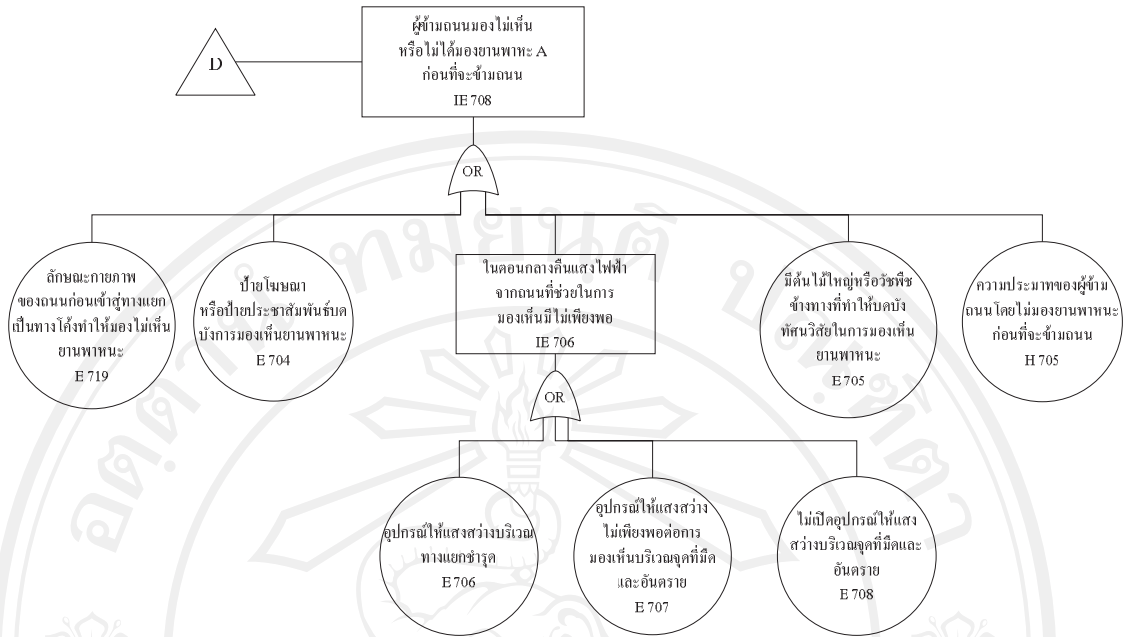 D
ผู้ข้ามถนนมองไม่เห็น
หรือไม่ได้มองยานพาหะ A
ก่อนที่จะข้ามถนน
IE 708
OR
ลักษณะกายภาพ
ของถนนก่อนเข้าสู่ทางแยก
เป็นทางโค้งทำให้มองไม่เห็น
ยานพาหนะ
E 719
ป้ายโฆษณา
หรือป้ายประชาสัมพันธ์บด
บังการมองเห็นยานพาหนะ
E 704
ในตอนกลางคืนแสงไฟฟ้า
จากถนนที่ช่วยในการ
มองเห็นมีไม่เพียงพอ
IE 706
มีต้นไม้ใหญ่หรือวัชพืช
ข้างทางที่ทำให้บดบัง
ทัศนวิสัยในการมองเห็น
ยานพาหนะ
E 705
ความประมาทของผู้ข้าม
ถนนโดยไม่มองยานพาหนะ
ก่อนที่จะข้ามถนน
H 705
OR
อุปกรณ์ให้แสงสว่างบริเวณ
ทางแยกชำรุด
E 706
อุปกรณ์ให้แสงสว่าง
ไม่เพียงพอต่อการ
มองเห็นบริเวณจุดที่มืด
และอันตราย
E 707
ไม่เปิดอุปกรณ์ให้แสง
สว่างบริเวณจุดที่มืดและ
อันตราย
E 708